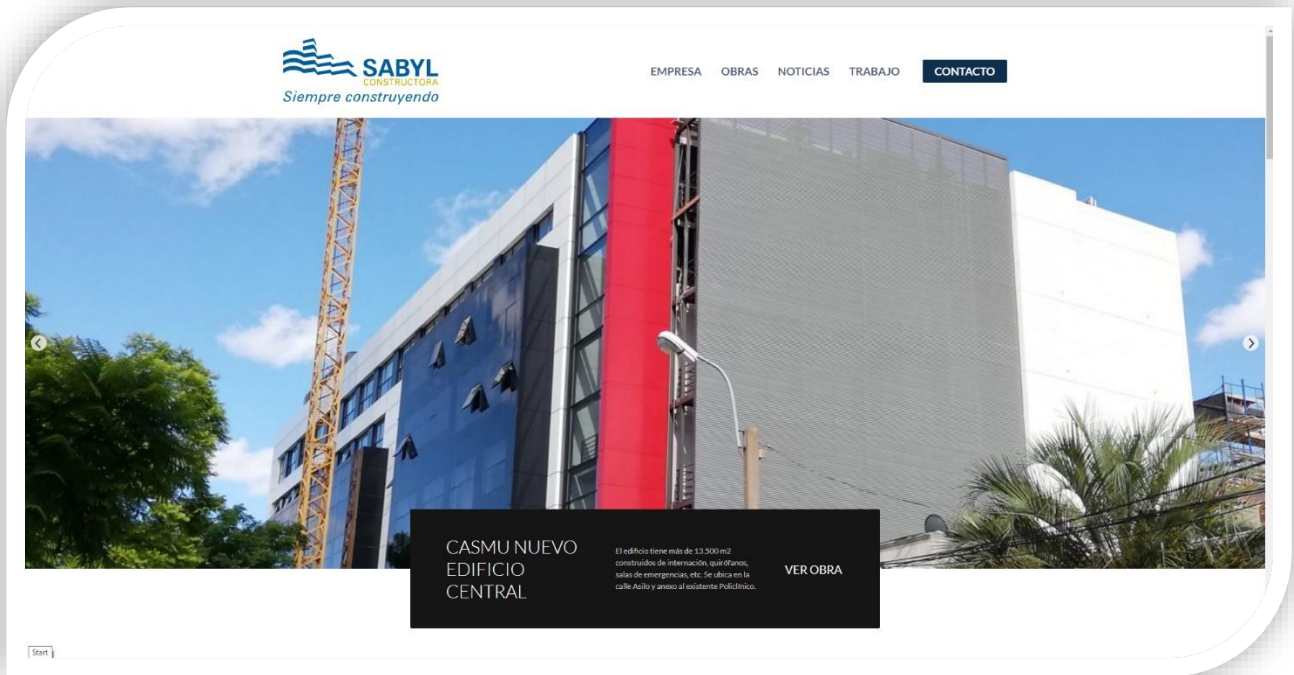 SABYL
CONSTRUCTORA
Siempre construyendo
EMPRESA OBRAS NOTICIAS TRABAJO CONTACTO
CASMU NUEVO
EDIFICIO
CENTRAL
El edificio tiene más de 13.500 m2
construidos de internación, quirófanos,
salas de emergencias, etc. Se ubica en la
calle Asilo y anexo al existente Policlínico.
VER OBRA
Start